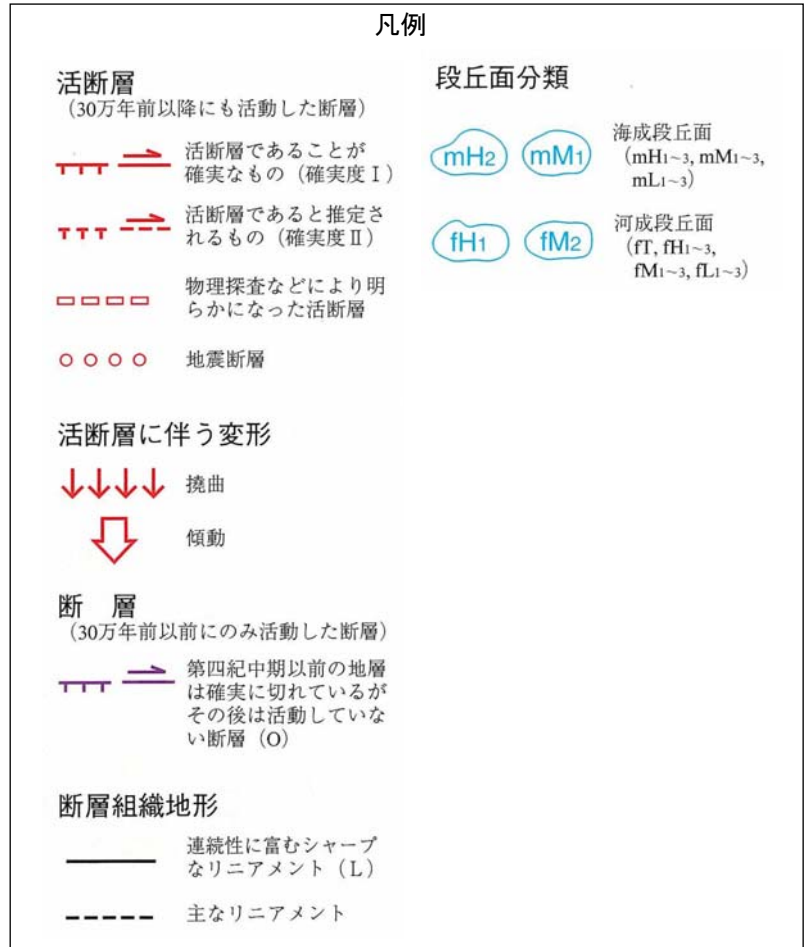 凡例
活断層
（30万年前以降にも活動した断層）
活断層であることが
確実なもの（確実度Ⅰ）
活断層であると推定さ
れるもの（確実度Ⅱ）
物理探査などにより明
らかになった活断層
地震断層
活断層に伴う変形
撓曲
傾動
断　層
（30万年前以前にのみ活動した断層）
第四紀中期以前の地層
は確実に切れているが
その後は活動していな
い断層（O）
断層組織地形
連続性に富むシャープ
なリニアメント（L）
主なリニアメント
段丘面分類
mH2 mM1
海成段丘面
（mH1~3, mM1~3,
mL1~3）
fH1 fM2
河成段丘面
（fT, fH1~3,
fM1~3, fL1~3）